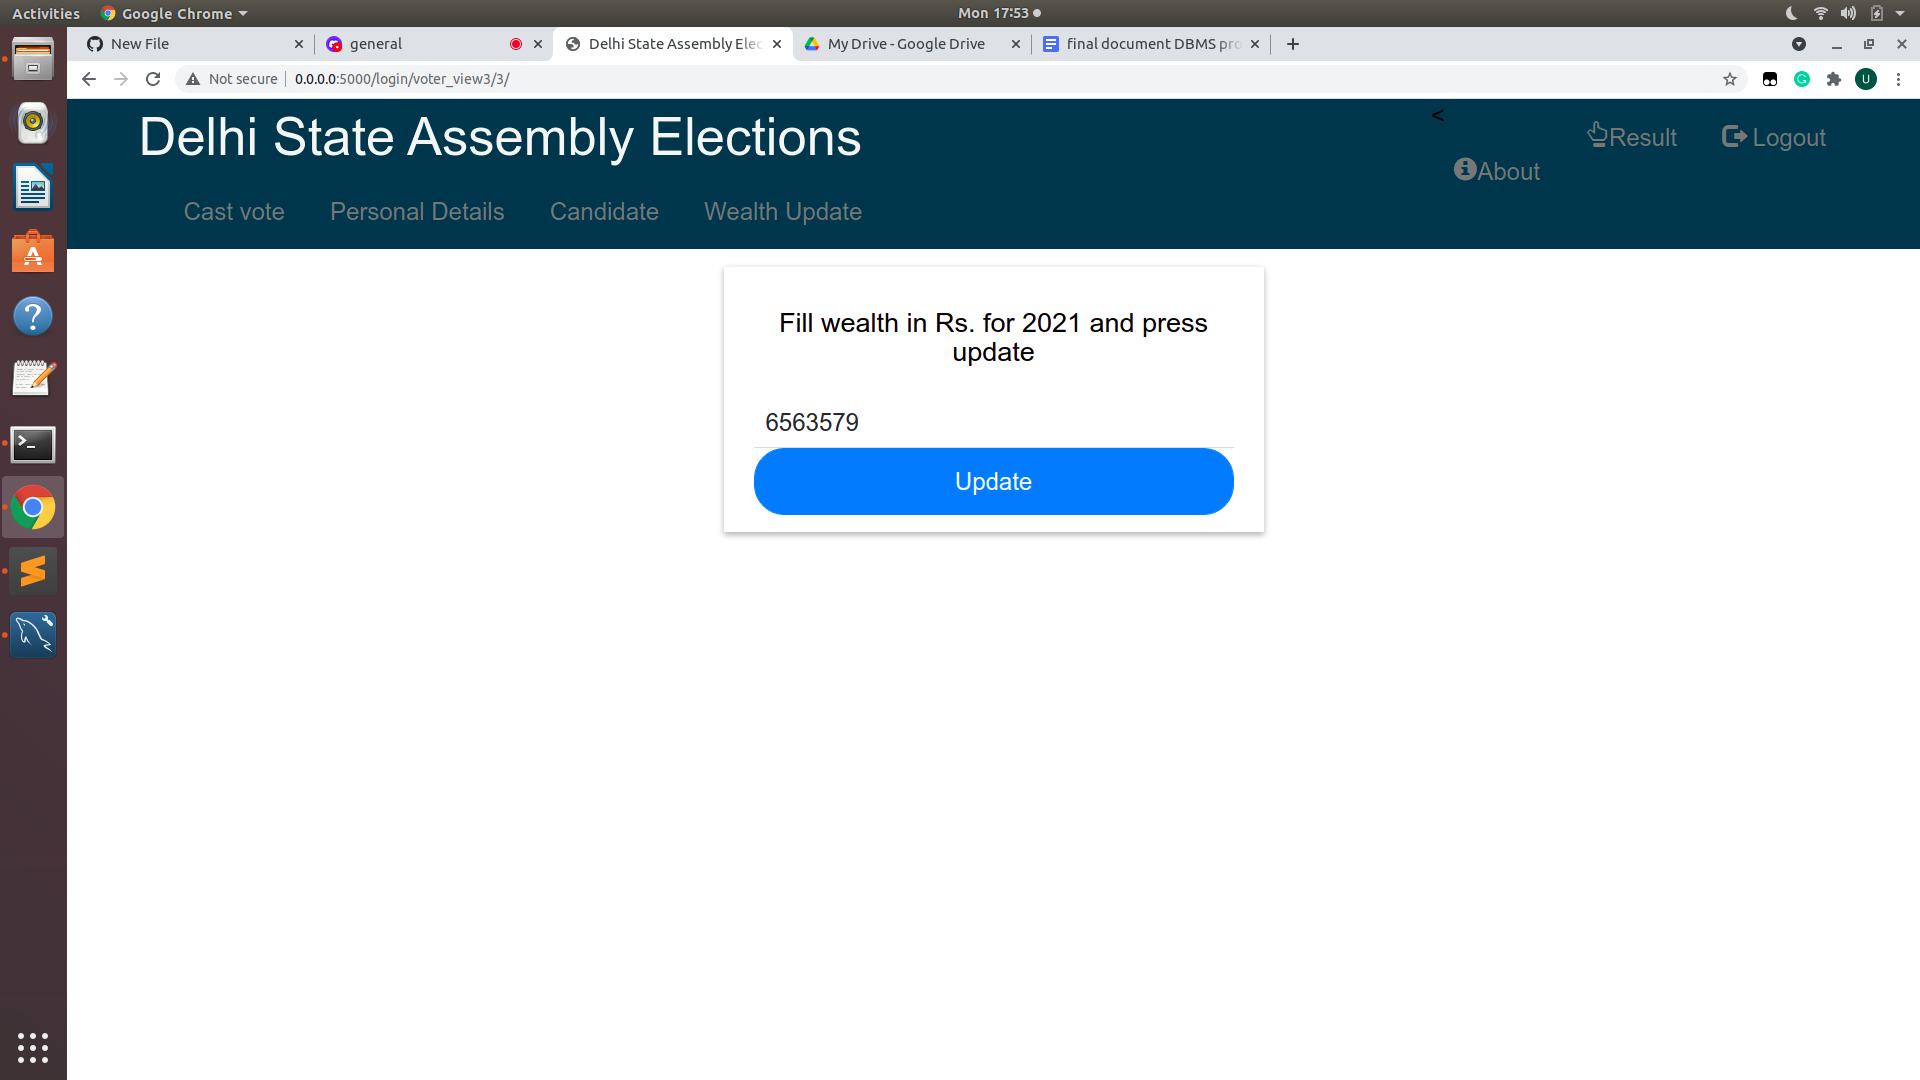 Activities Google Chrome Mon 17:53
New File general Delhi State Assembly Elec My Drive - Google Drive final document DBMS pro
Not secure 0.0.0.0:5000/login/voter_view3/3/ U
Delhi State Assembly Elections < Result Logout
About
Cast vote Personal Details Candidate Wealth Update
Fill wealth in Rs. for 2021 and press
update
6563579
Update